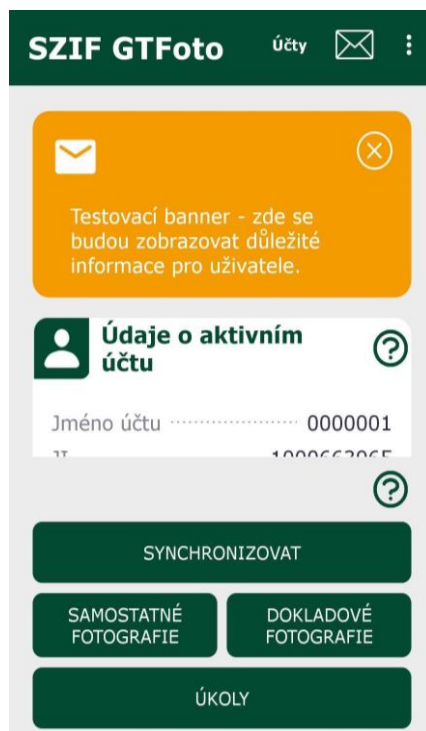 SZIF GTFoto Účty
Testovací banner - zde se
budou zobrazovat důležité
informace pro uživatele.
Údaje o aktivním
účtu
Jméno účtu 0000001
SYNCHRONIZOVAT
SAMOSTATNÉ
FOTOGRAFIE
DOKLADOVÉ
FOTOGRAFIE
ÚKOLY